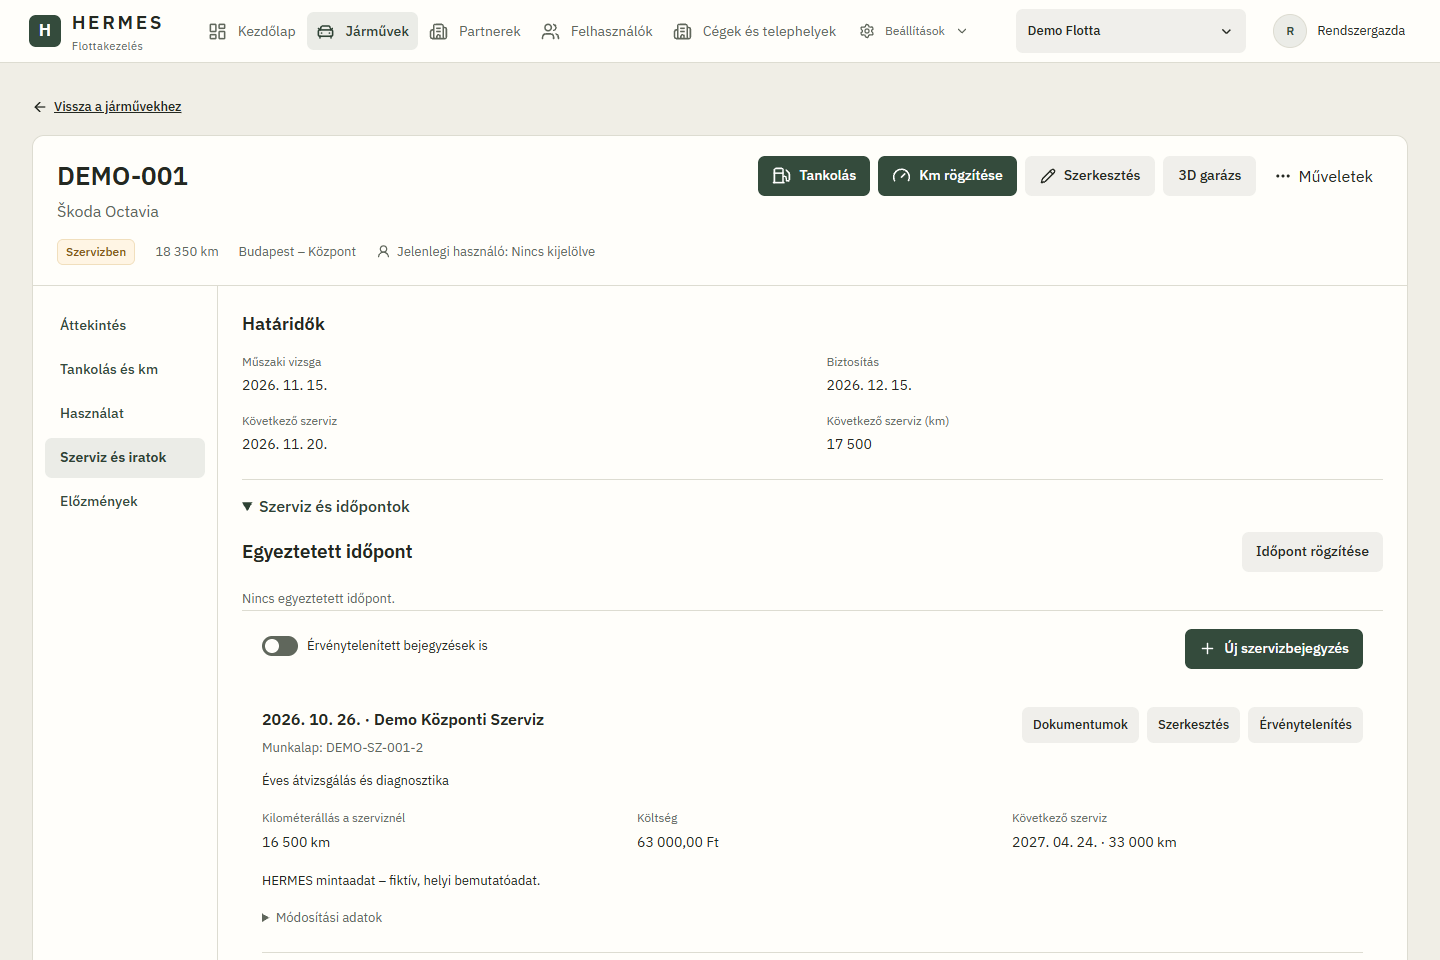 H
HERMES
Flottakezelés
Kezdőlap
Járművek
Partnerek
Felhasználók
Cégek és telephelyek
Beállítások
Demo Flotta
R
Rendszergazda
Vissza a járművekhez
DEMO-001
Škoda Octavia
Tankolás
Km rögzítése
Szerkesztés
3D garázs
Műveletek
Szervizben
18 350 km
Budapest – Központ
Jelenlegi használó: Nincs kijelölve
Áttekintés
Tankolás és km
Használat
Szerviz és iratok
Előzmények
Határidők
Műszaki vizsga
2026. 11. 15.
Biztosítás
2026. 12. 15.
Következő szerviz
2026. 11. 20.
Következő szerviz (km)
17 500
Szerviz és időpontok
Egyeztetett időpont
Időpont rögzítése
Nincs egyeztetett időpont.
Érvénytelenített bejegyzések is
Új szervizbejegyzés
2026. 10. 26. · Demo Központi Szerviz
Munkalap: DEMO-SZ-001-2
Dokumentumok
Szerkesztés
Érvénytelenítés
Éves átvizsgálás és diagnosztika
Kilométerállás a szerviznél
16 500 km
Költség
63 000,00 Ft
Következő szerviz
2027. 04. 24. · 33 000 km
HERMES mintaadat – fiktív, helyi bemutatóadat.
Módosítási adatok